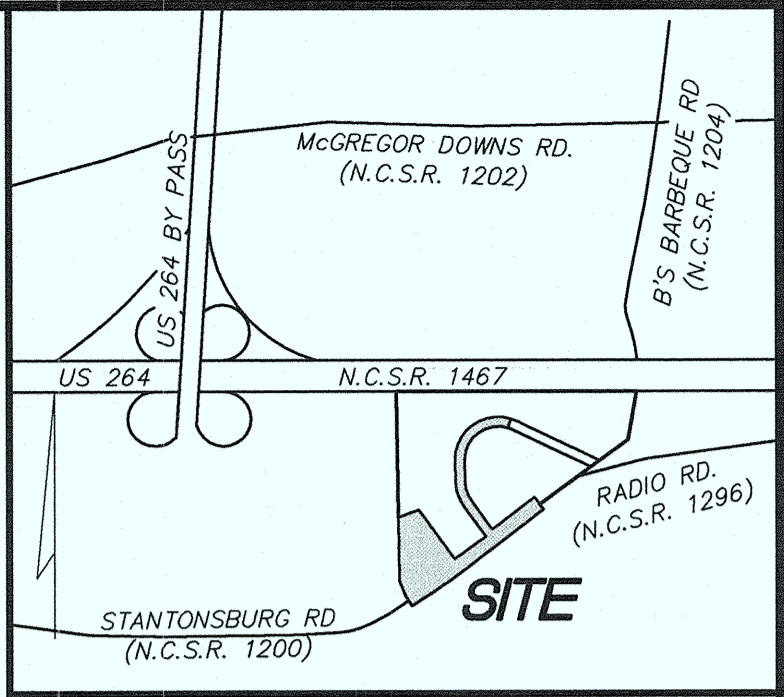 McGREGOR DOWNS RD.
(N.C.S.R. 1202)
B'S BARBEQUE RD
(N.C.S.R. 1204)
US 264 BY PASS
US 264
N.C.S.R. 1467
RADIO RD.
(N.C.S.R. 1296)
SITE
STANTONSBURG RD
(N.C.S.R. 1200)